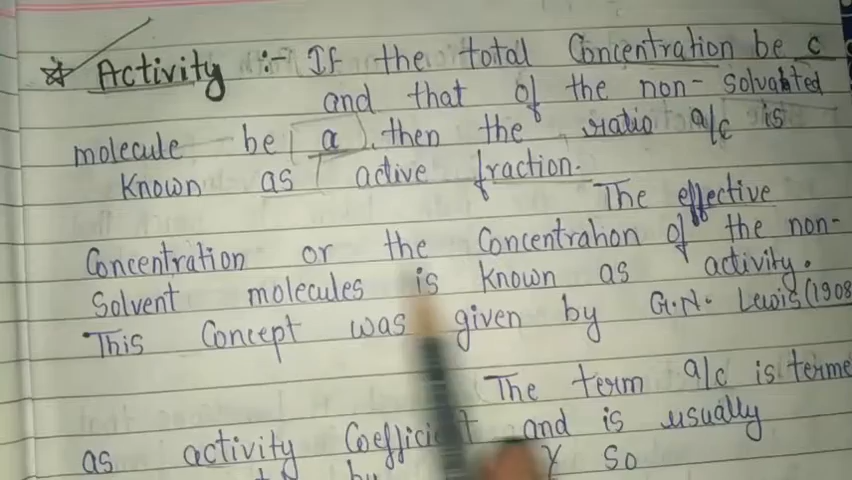 Activity :- If the total Concentration be c
and that of the non-solvated
molecule be a, then the ratio a/c is
Known as active fraction.
The effective
Concentration or the Concentration of the non-
Solvent molecules is known as activity.
This Concept was given by G.N. Lewis (1908
The term a/c is terme
as activity and is usually
by γ so